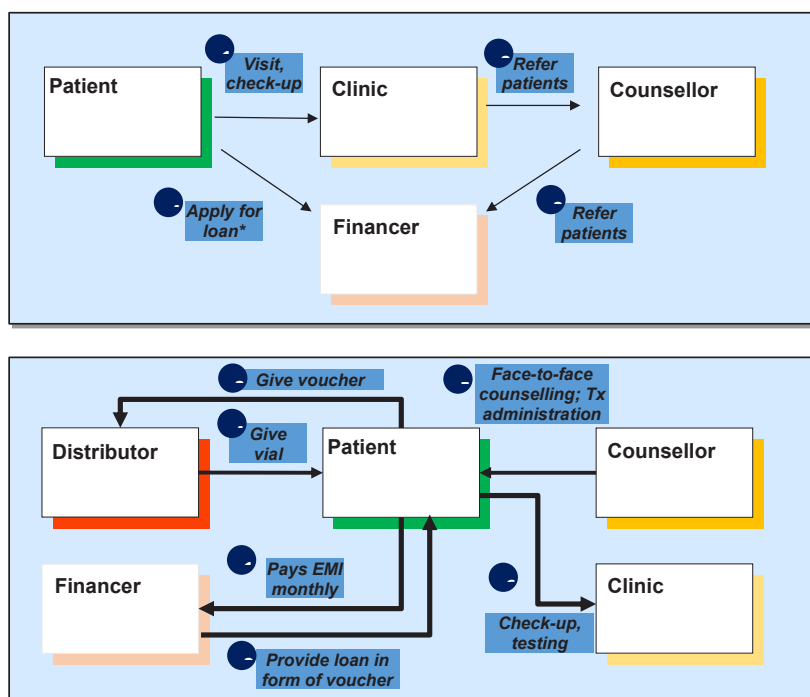 Visit,
check-up
Refer
patients
Patient
Clinic
Counsellor
Apply for
loan*
Financer
Refer
patients
Give voucher
Face-to-face
counselling; Tx
administration
Give
vial
Distributor
Patient
Counsellor
Pays EMI
monthly
Financer
Clinic
Check-up,
testing
Provide loan in
form of voucher